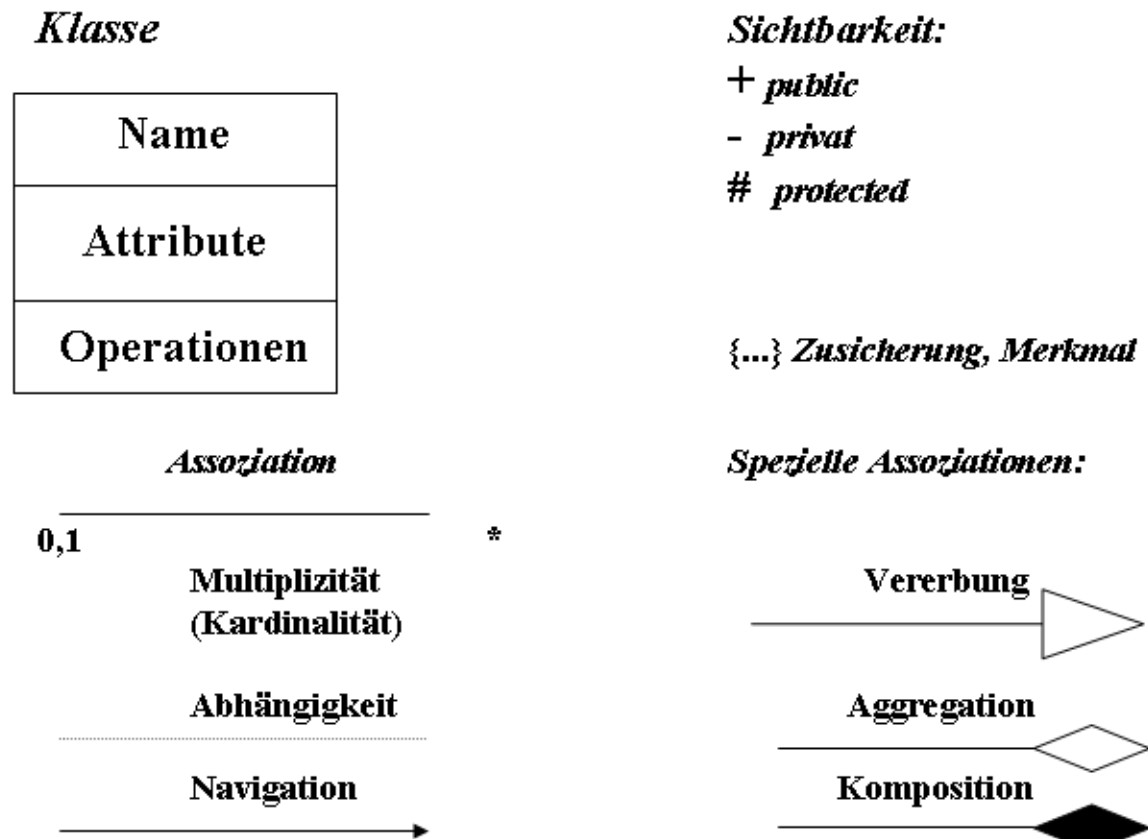 Klasse
Name
Attribute
Operationen
Sichtbarkeit:
+ public
- privat
# protected
{...} Zusicherung, Merkmal
Assoziation
0,1 *
Multiplizität
(Kardinalität)
Abhängigkeit
Navigation
Spezielle Assoziationen:
Vererbung
Aggregation
Komposition